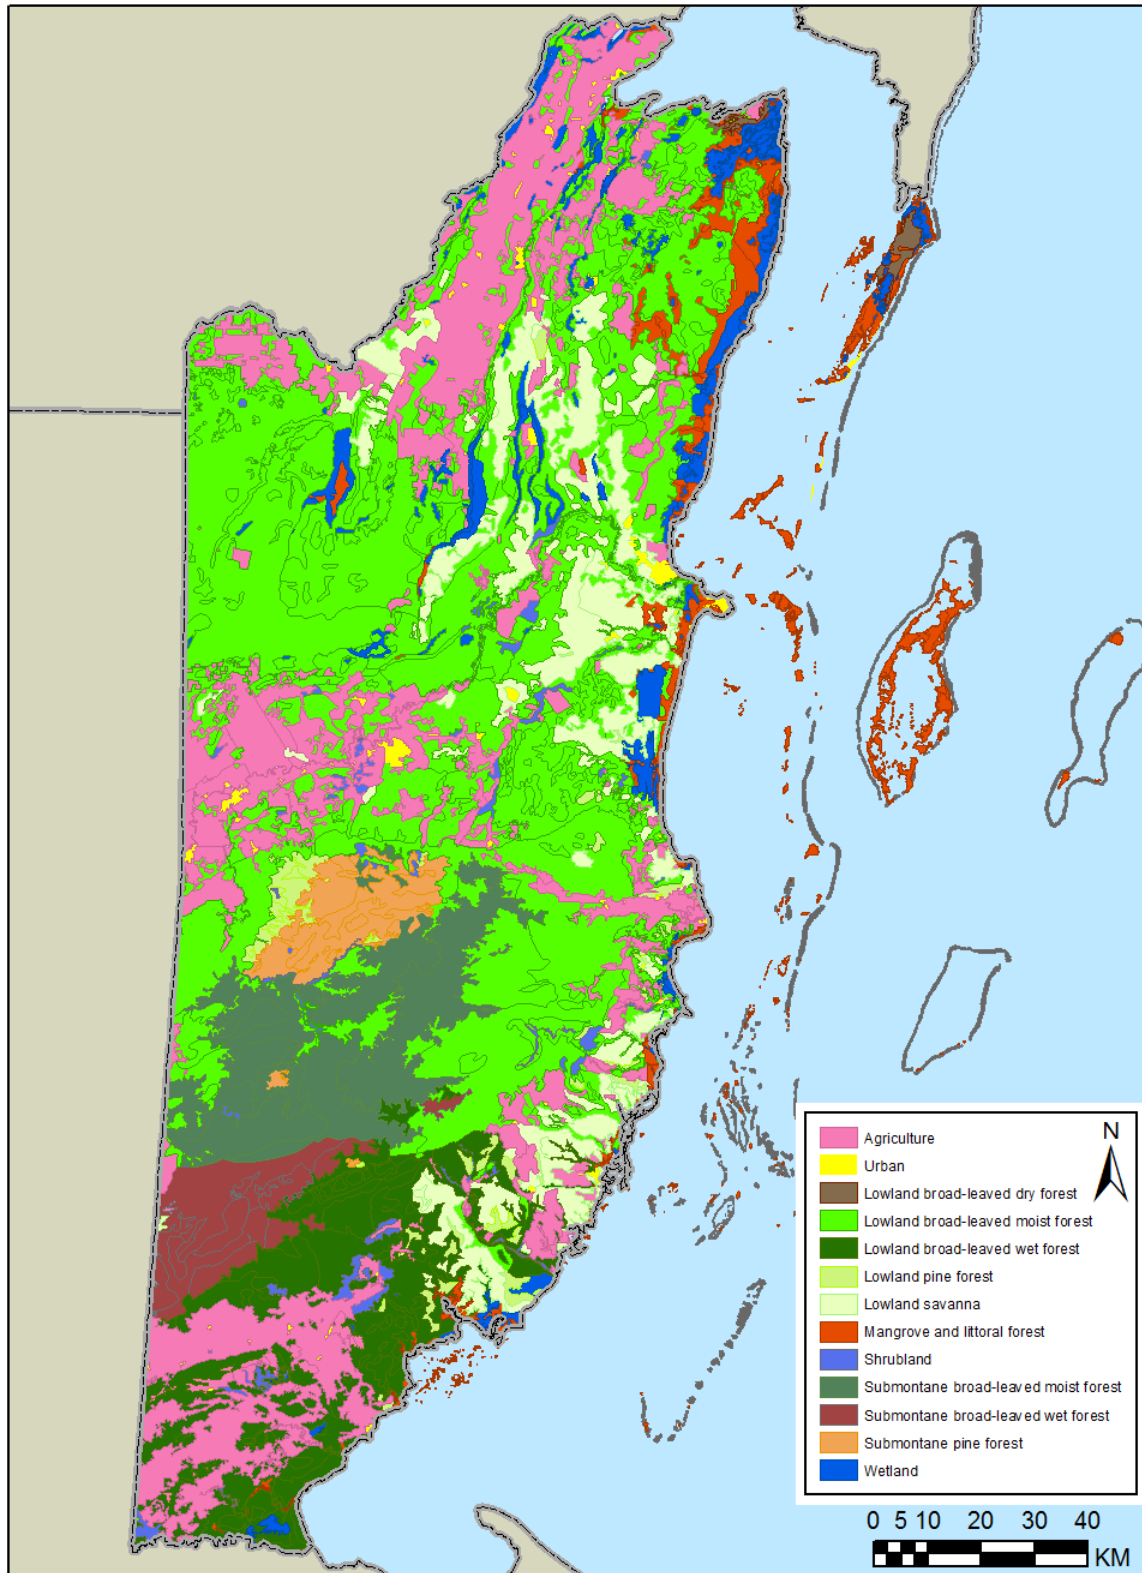 N
Agriculture
Urban
Lowland broad-leaved dry forest
Lowland broad-leaved moist forest
Lowland broad-leaved wet forest
Lowland pine forest
Lowland savanna
Mangrove and littoral forest
Shrubland
Submontane broad-leaved moist forest
Submontane broad-leaved wet forest
Submontane pine forest
Wetland
0 5 10 20 30 40
KM